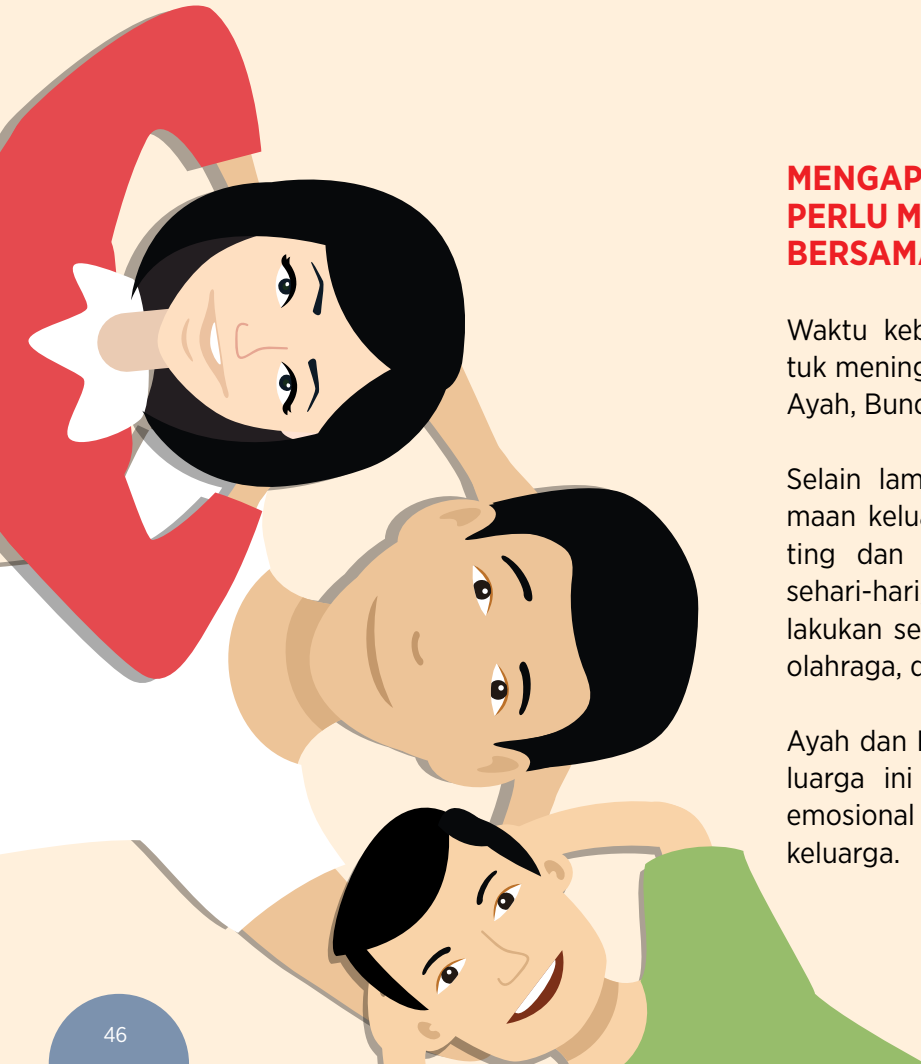 MENGAP
PERLU M
BERSAMA
Waktu keb
tuk mening
Ayah, Bund
Selain lam
maan kelua
ting dan
sehari-hari
lakukan se
olahraga, d
Ayah dan
luarga ini
emosional
keluarga.
46